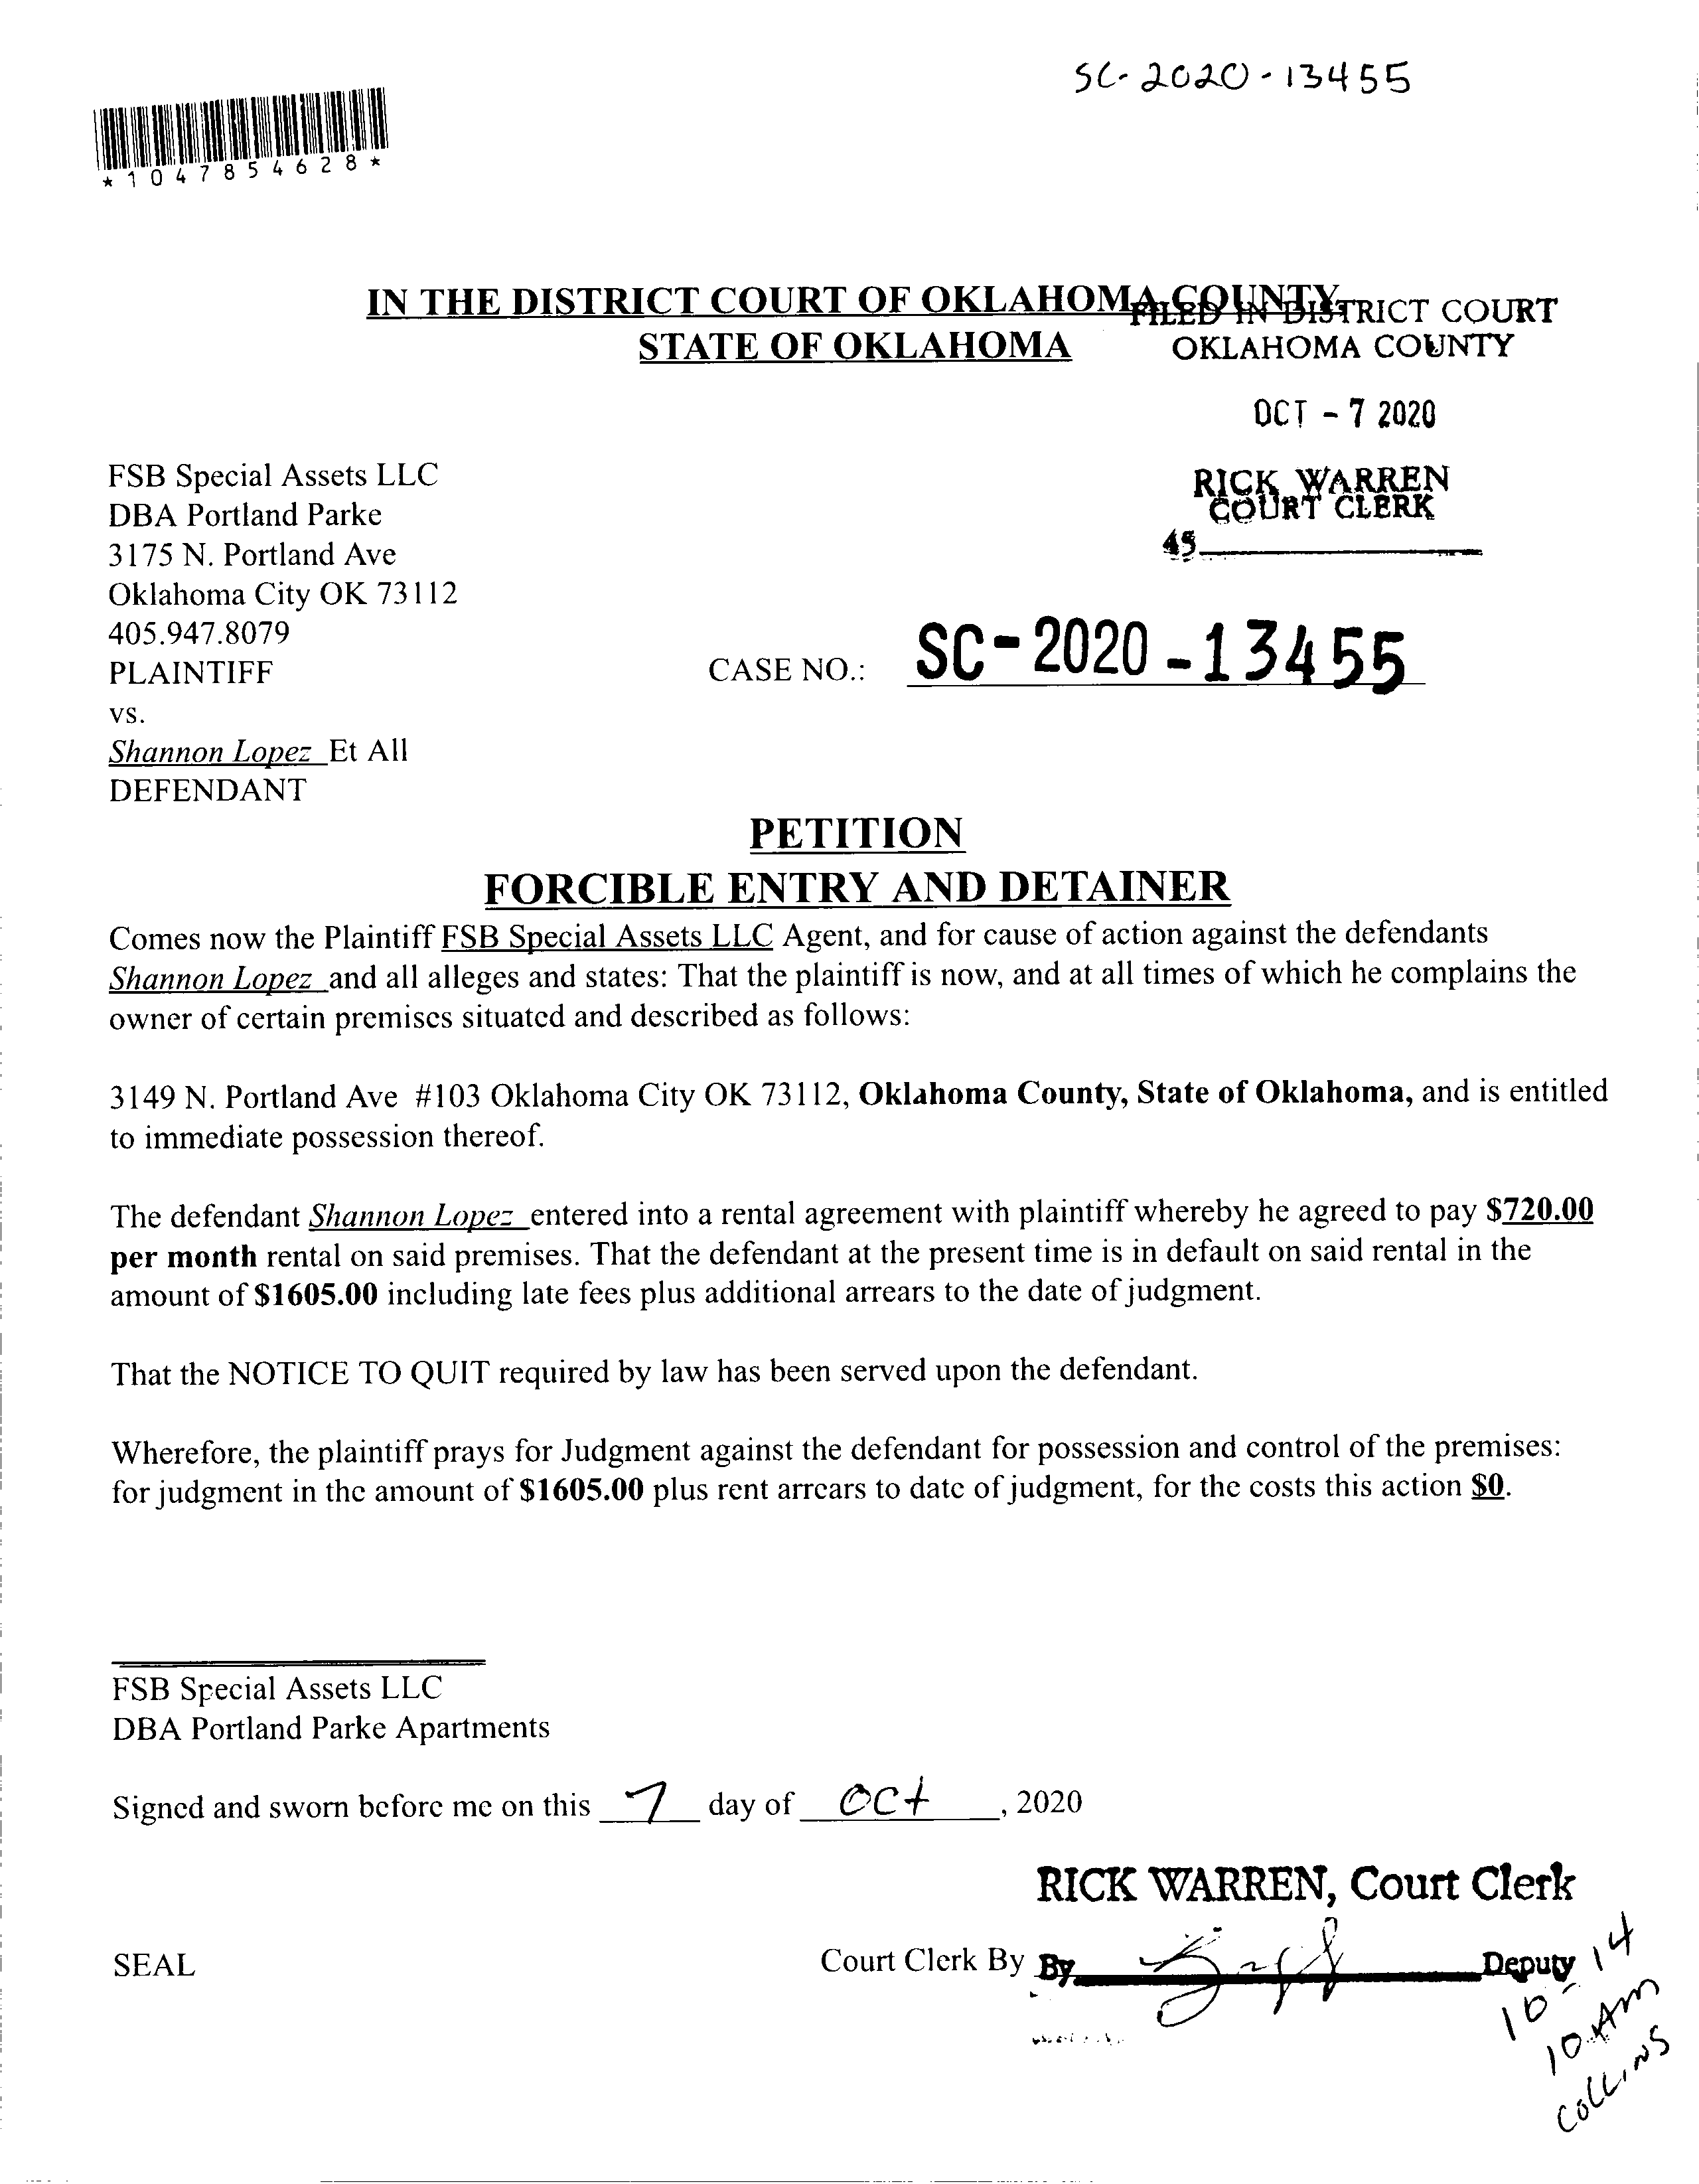 SC-2020-13455
*1047854628*
IN THE DISTRICT COURT OF OKLAHOMA COUNTY
STATE OF OKLAHOMA
FILED IN DISTRICT COURT
OKLAHOMA COUNTY
OCT - 7 2020
RICK WARREN
COURT CLERK
45
FSB Special Assets LLC
DBA Portland Parke
3175 N. Portland Ave
Oklahoma City OK 73112
405.947.8079
PLAINTIFF
CASE NO.: SC-2020-13455
vs.
Shannon Lopez Et All
DEFENDANT
PETITION
FORCIBLE ENTRY AND DETAINER
Comes now the Plaintiff FSB Special Assets LLC Agent, and for cause of action against the defendants
Shannon Lopez and all alleges and states: That the plaintiff is now, and at all times of which he complains the
owner of certain premises situated and described as follows:
3149 N. Portland Ave #103 Oklahoma City OK 73112, Oklahoma County, State of Oklahoma, and is entitled
to immediate possession thereof.
The defendant Shannon Lopez entered into a rental agreement with plaintiff whereby he agreed to pay $720.00
per month rental on said premises. That the defendant at the present time is in default on said rental in the
amount of $1605.00 including late fees plus additional arrears to the date of judgment.
That the NOTICE TO QUIT required by law has been served upon the defendant.
Wherefore, the plaintiff prays for Judgment against the defendant for possession and control of the premises:
for judgment in the amount of $1605.00 plus rent arrears to date of judgment, for the costs this action $0.
FSB Special Assets LLC
DBA Portland Parke Apartments
Signed and sworn before me on this 7 day of Oct, 2020
RICK WARREN, Court Clerk
SEAL
Court Clerk By By Deputy
10-14
10 AM
COLLINS